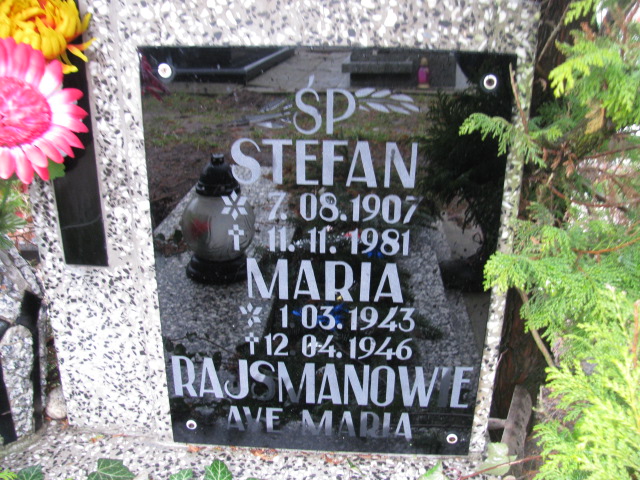 ŚP
STEFAN
* 7.08.1907
† 11.11.1981
MARIA
* 1 03.1943
† 12 04.1946
RAJSMANOWIE
AVE MARIA